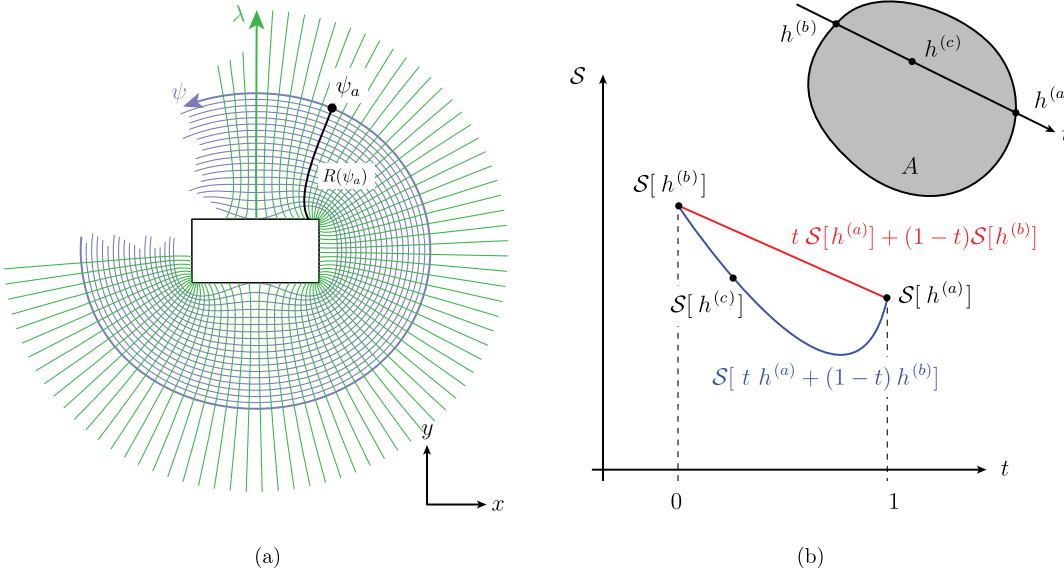 λ
ψ
ψ_a
R(ψ_a)
y
x
(a)
h^{(b)}
h^{(c)}
h^{(a
A
S
S[ h^{(b)} ]
t S[h^{(a)}] + (1 − t)S[h^{(b)}]
S[ h^{(c)} ]
S[ h^{(a)} ]
S[ t h^{(a)} + (1 − t) h^{(b)} ]
t
0
1
(b)